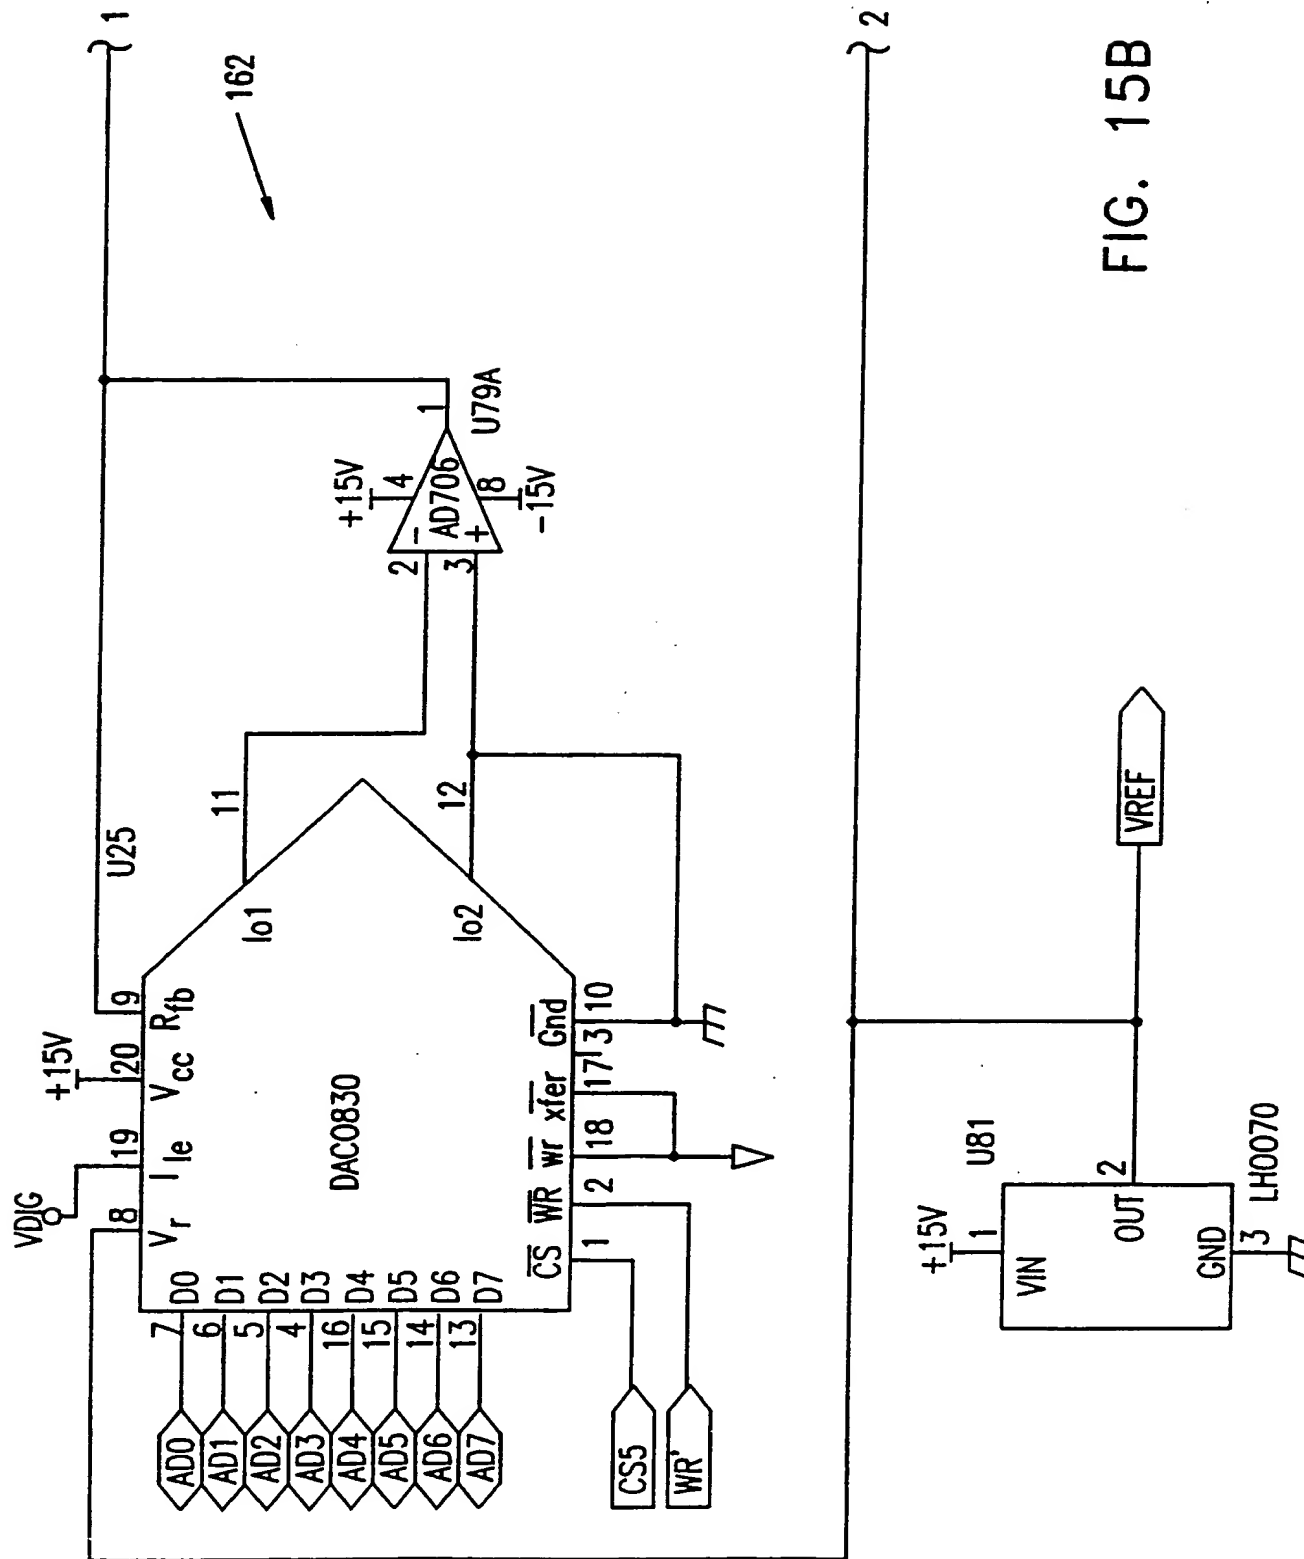 1
162
VDIG
+15V
8
19
20
9
U25
Vr
Ile
Vcc
Rfb
AD0
7
D0
AD1
6
D1
AD2
5
D2
AD3
4
D3
AD4
16
D4
AD5
15
D5
AD6
14
D6
AD7
13
D7
DAC0830
Io1
11
Io2
12
CS
WR
wr
xfer
Gnd
1
2
18
17
3
10
CS5
WR'
+15V
4
2
-
AD706
3
+
8
-15V
1
U79A
2
+15V
U81
1
VIN
OUT
2
GND
3
LH0070
VREF
FIG. 15B